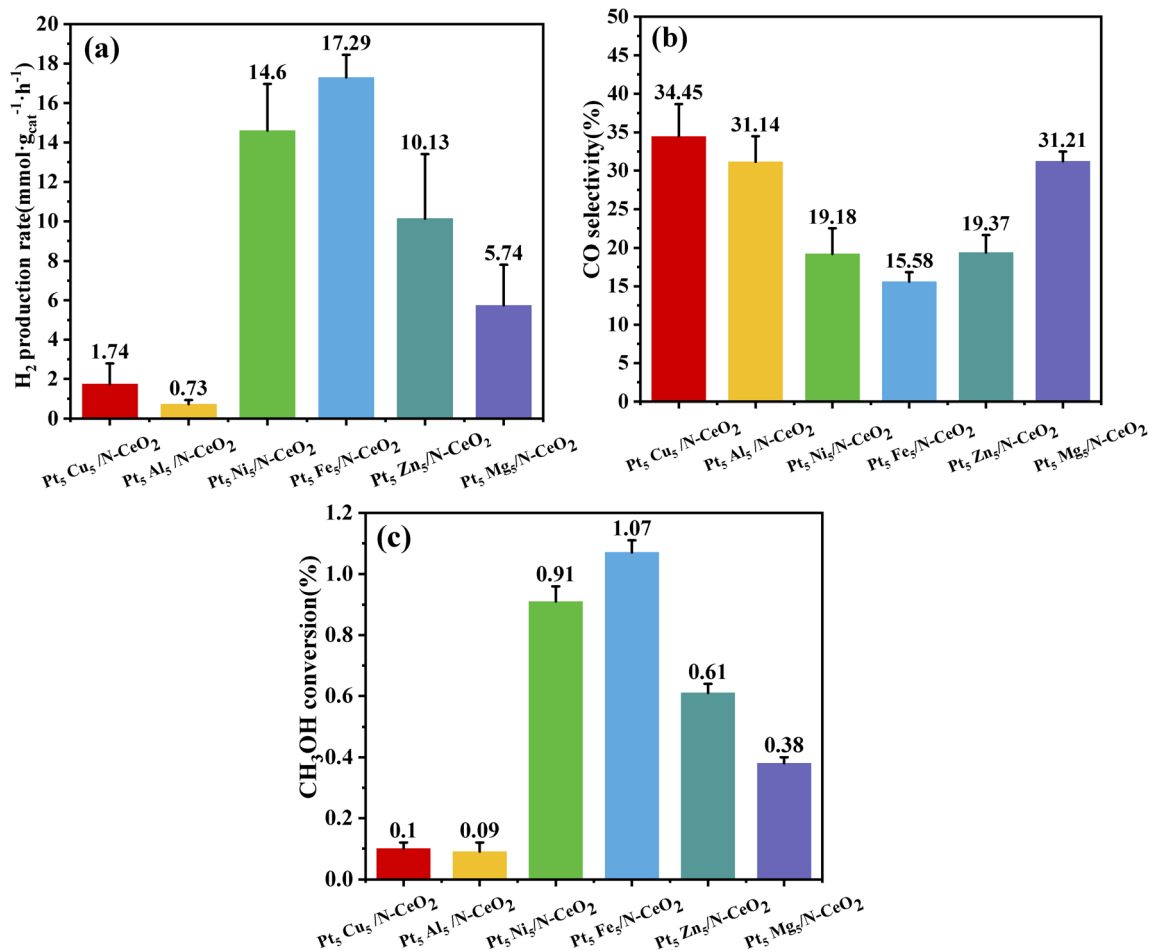 (a)
H₂ production rate(mmol·g_cat⁻¹·h⁻¹)
20
18
16
14
12
10
8
6
4
2
0
1.74
0.73
14.6
17.29
10.13
5.74
Pt₅ Cu₅ /N-CeO₂
Pt₅ Al₅ /N-CeO₂
Pt₅ Ni₅/N-CeO₂
Pt₅ Fe₅/N-CeO₂
Pt₅ Zn₅/N-CeO₂
Pt₅ Mg₅/N-CeO₂
(b)
CO selectivity(%)
50
45
40
35
30
25
20
15
10
5
0
34.45
31.14
19.18
15.58
19.37
31.21
Pt₅ Cu₅ /N-CeO₂
Pt₅ Al₅ /N-CeO₂
Pt₅ Ni₅/N-CeO₂
Pt₅ Fe₅/N-CeO₂
Pt₅ Zn₅/N-CeO₂
Pt₅ Mg₅/N-CeO₂
(c)
CH₃OH conversion(%)
1.2
1.0
0.8
0.6
0.4
0.2
0.0
0.1
0.09
0.91
1.07
0.61
0.38
Pt₅ Cu₅ /N-CeO₂
Pt₅ Al₅ /N-CeO₂
Pt₅ Ni₅/N-CeO₂
Pt₅ Fe₅/N-CeO₂
Pt₅ Zn₅/N-CeO₂
Pt₅ Mg₅/N-CeO₂